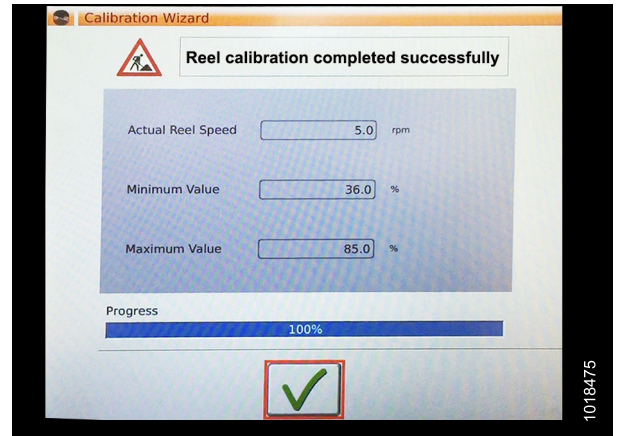 Calibration Wizard
Reel calibration completed successfully
Actual Reel Speed 5.0 rpm
Minimum Value 36.0 %
Maximum Value 85.0 %
Progress
100%
1018475